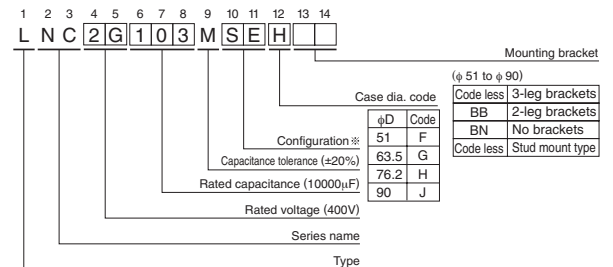 1 2 3 4 5 6 7 8 9 10 11 12 13 14
L N C 2 G 1 0 3 M S E H
Mounting bracket
(φ 51 to φ 90)
Code less 3-leg brackets
BB 2-leg brackets
BN No brackets
Code less Stud mount type
Case dia. code
φD Code
51 F
63.5 G
76.2 H
90 J
Configuration※
Capacitance tolerance (±20%)
Rated capacitance (10000µF)
Rated voltage (400V)
Series name
Type